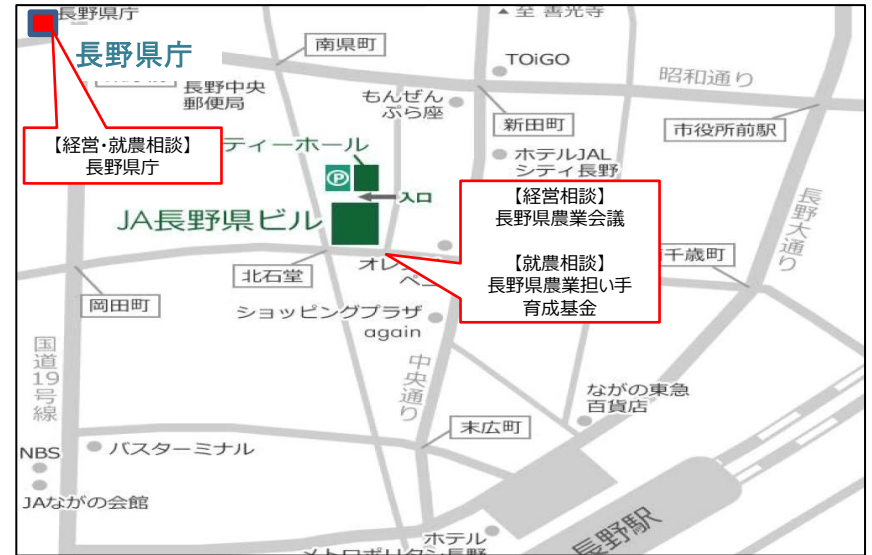 長野県庁
▲至 善光寺
長野県庁
南県町
TOiGO
昭和通り
長野中央
郵便局
もんぜん
ぷら座
新田町
市役所前駅
【経営・就農相談】
長野県庁
ティーホール
ホテルJAL
シティ長野
P
入口
JA長野県ビル
【経営相談】
長野県農業会議
【就農相談】
長野県農業担い手
育成基金
長野大通り
千歳町
北石堂
岡田町
ショッピングプラザ
again
国道19号線
中央通り
ながの東急
百貨店
末広町
NBS
バスターミナル
JAながの会館
長野駅
ホテル
メトロポリタン長野